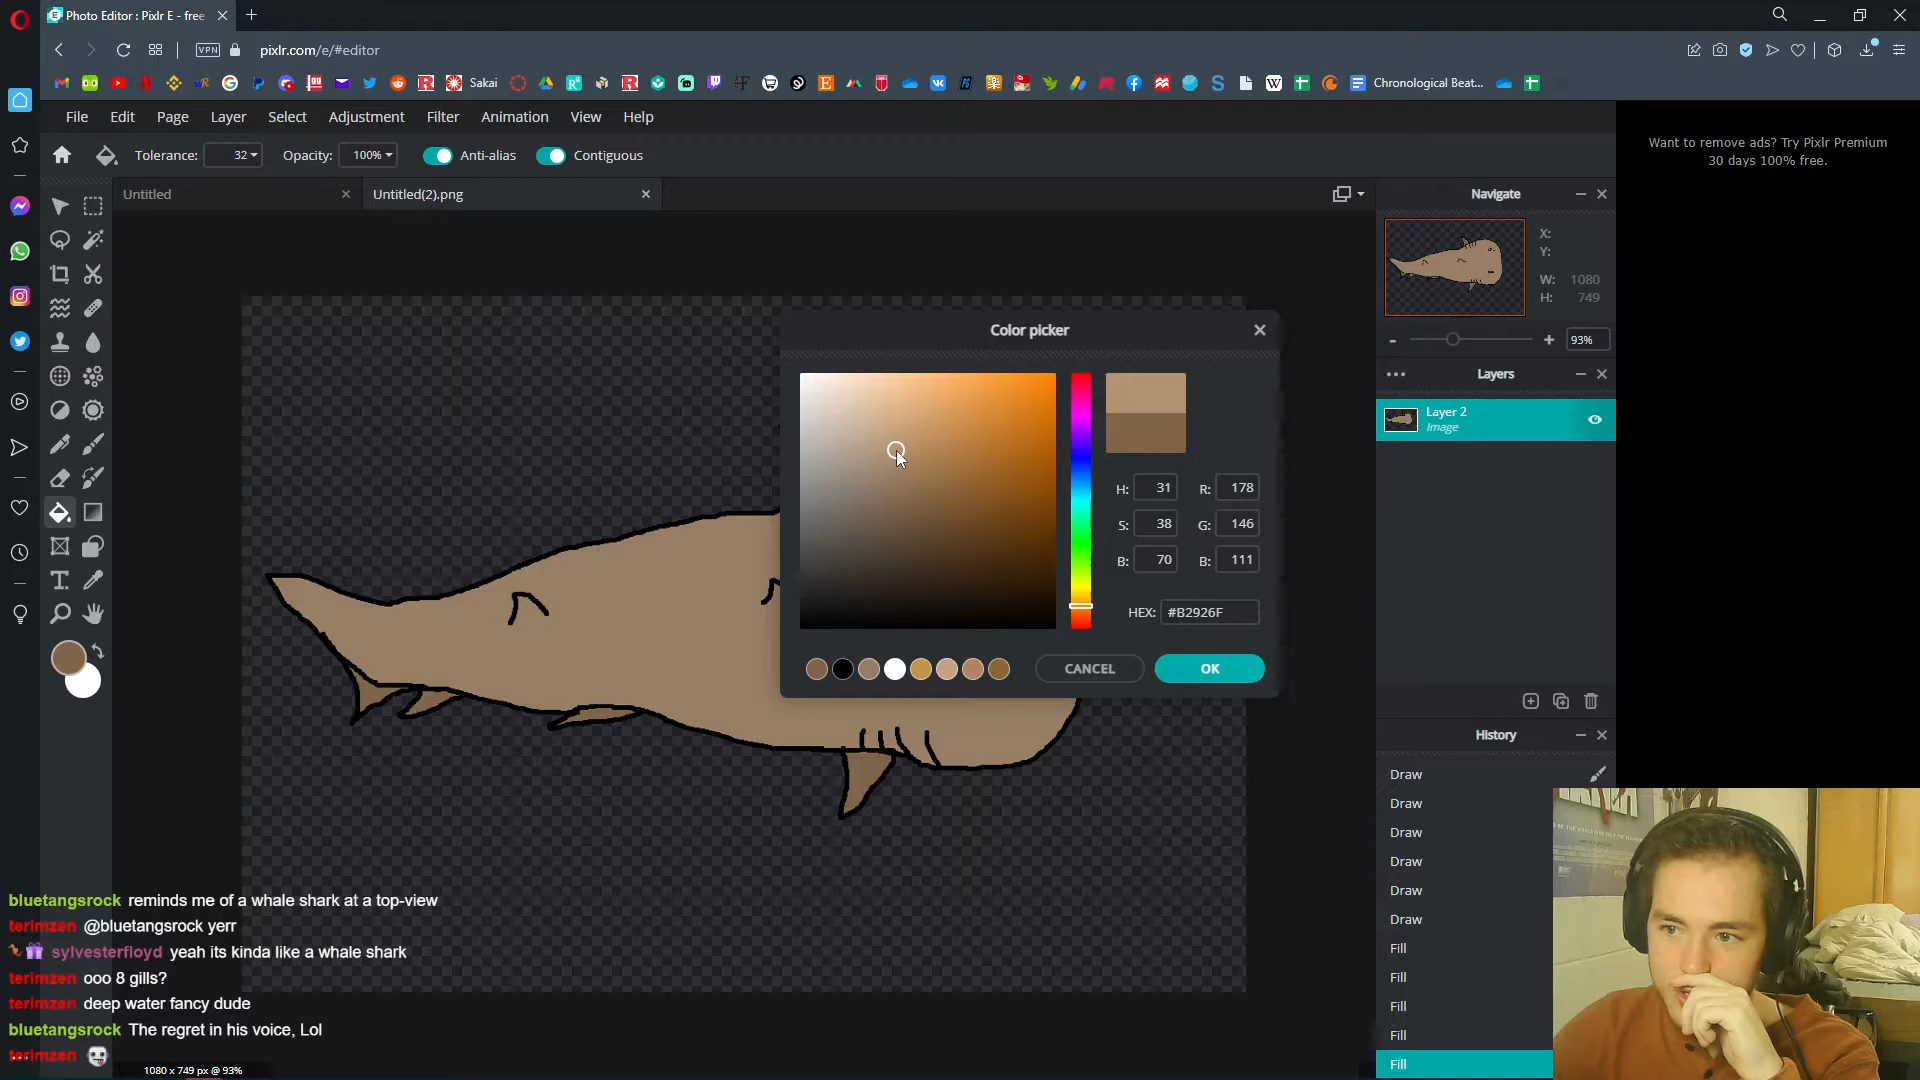 Photo Editor : Pixlr E - free
VPN
pixlr.com/e/#editor
Sakai
Chronological Beat...
File Edit Page Layer Select Adjustment Filter Animation View Help
Tolerance: 32 Opacity: 100% Anti-alias Contiguous
Want to remove ads? Try Pixlr Premium
30 days 100% free.
Untitled
Untitled(2).png
Navigate
X:
Y:
W: 1080
H: 749
93%
Layers
Layer 2
Image
Color picker
H: 31 R: 178
S: 38 G: 146
B: 70 B: 111
HEX: #B2926F
CANCEL OK
History
Draw
Draw
Draw
Draw
Draw
Draw
Fill
Fill
Fill
Fill
Fill
bluetangsrock reminds me of a whale shark at a top-view
terimzen @bluetangsrock yerr
sylvesterfloyd yeah its kinda like a whale shark
terimzen ooo 8 gills?
terimzen deep water fancy dude
bluetangsrock The regret in his voice, Lol
terimzen
1080 x 749 px @ 93%